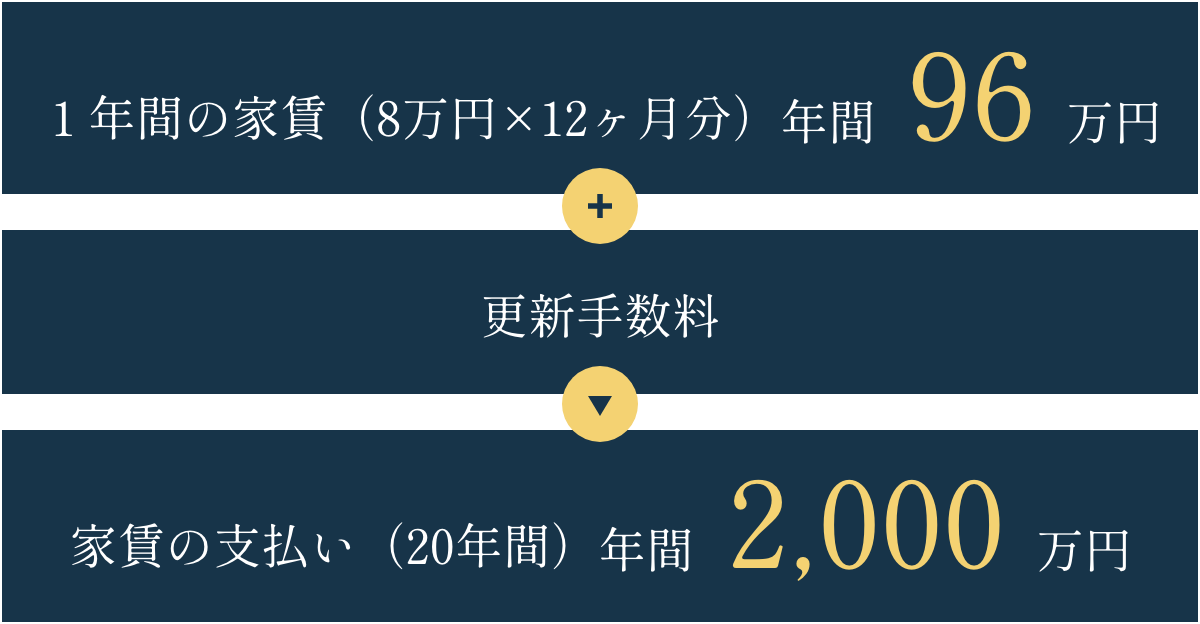 1年間の家賃（8万円×12ヶ月分）年間 96 万円
+
更新手数料
▼
家賃の支払い（20年間）年間 2,000 万円